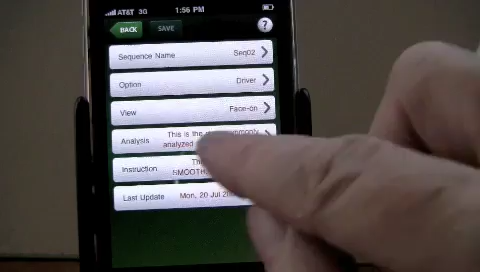 AT&T 3G 1:56 PM
BACK SAVE ?
Sequence Name Seq02
Option Driver
View Face-on
Analysis This is the
analyzed
Instruction
SMOOTH
Last Update Mon, 20 Jul